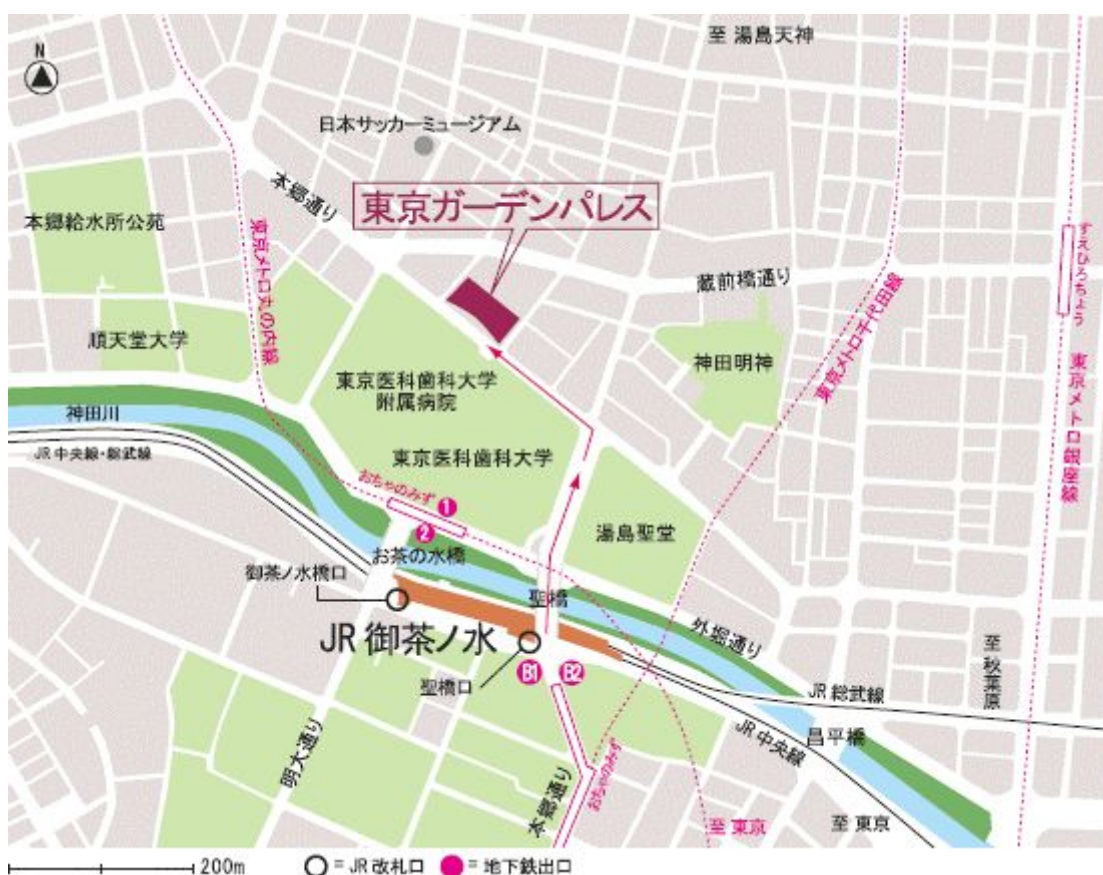 至 湯島天神
N
日本サッカーミュージアム
本郷通り
東京ガーデンパレス
本郷給水所公苑
東京メトロ丸の内線
すえひろちょう
蔵前橋通り
東京メトロ千代田線
順天堂大学
神田明神
東京メトロ銀座線
東京医科歯科大学
附属病院
神田川
JR 中央線・総武線
東京医科歯科大学
おちゃのみず
1
2
湯島聖堂
お茶の水橋
御茶ノ水橋口
聖橋
外堀通り
JR 御茶ノ水
至 秋葉原
聖橋口
B1
B2
JR 総武線
昌平橋
JR 中央線
明大通り
本郷通り
おちゃのみず
至 東京
至 東京
200m
= JR 改札口
= 地下鉄出口